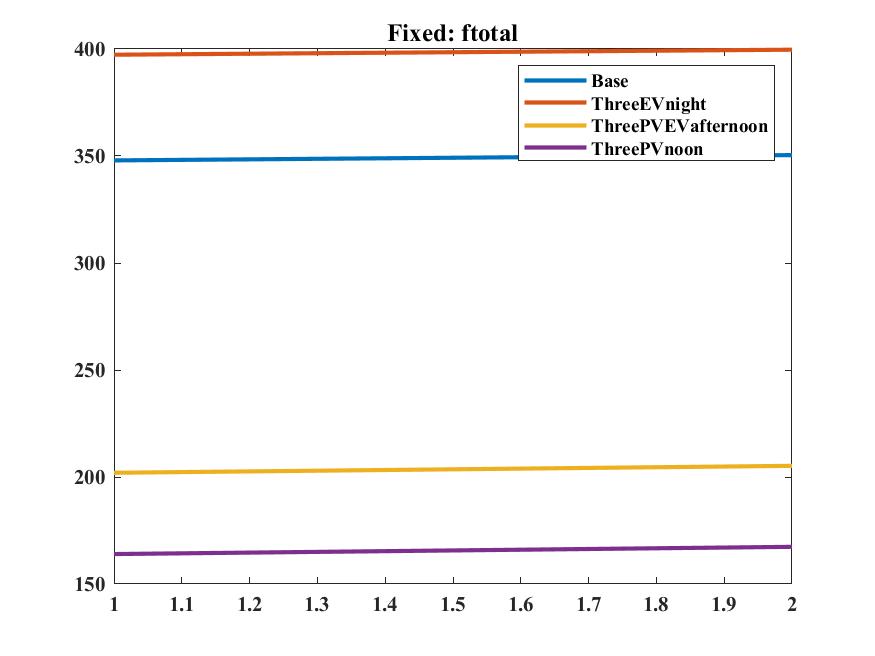 Fixed: ftotal
400
350
300
250
200
150
Base
ThreeEVnight
ThreePVEVafternoon
ThreePVnoon
1 1.1 1.2 1.3 1.4 1.5 1.6 1.7 1.8 1.9 2